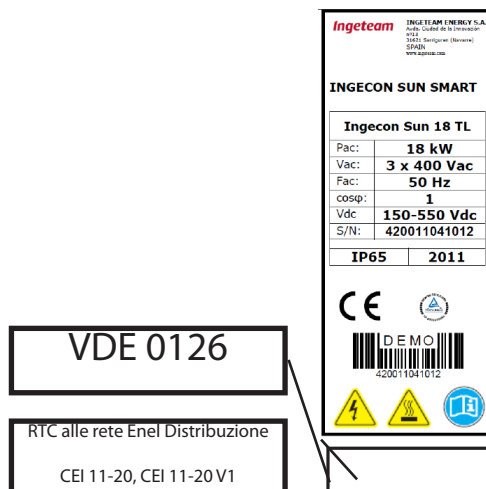 Ingeteam
INGETEAM ENERGY S.A.
Avda. Ciudad de la Innovación
nº13
31621 Sarriguren (Navarra)
SPAIN
www.ingeteam.com
INGECON SUN SMART
Ingecon Sun 18 TL
Pac: 18 kW
Vac: 3 x 400 Vac
Fac: 50 Hz
cosφ: 1
Vdc 150-550 Vdc
S/N: 420011041012
IP65 2011
CE
DEMO
420011041012
VDE 0126
RTC alle rete Enel Distribuzione
CEI 11-20, CEI 11-20 V1